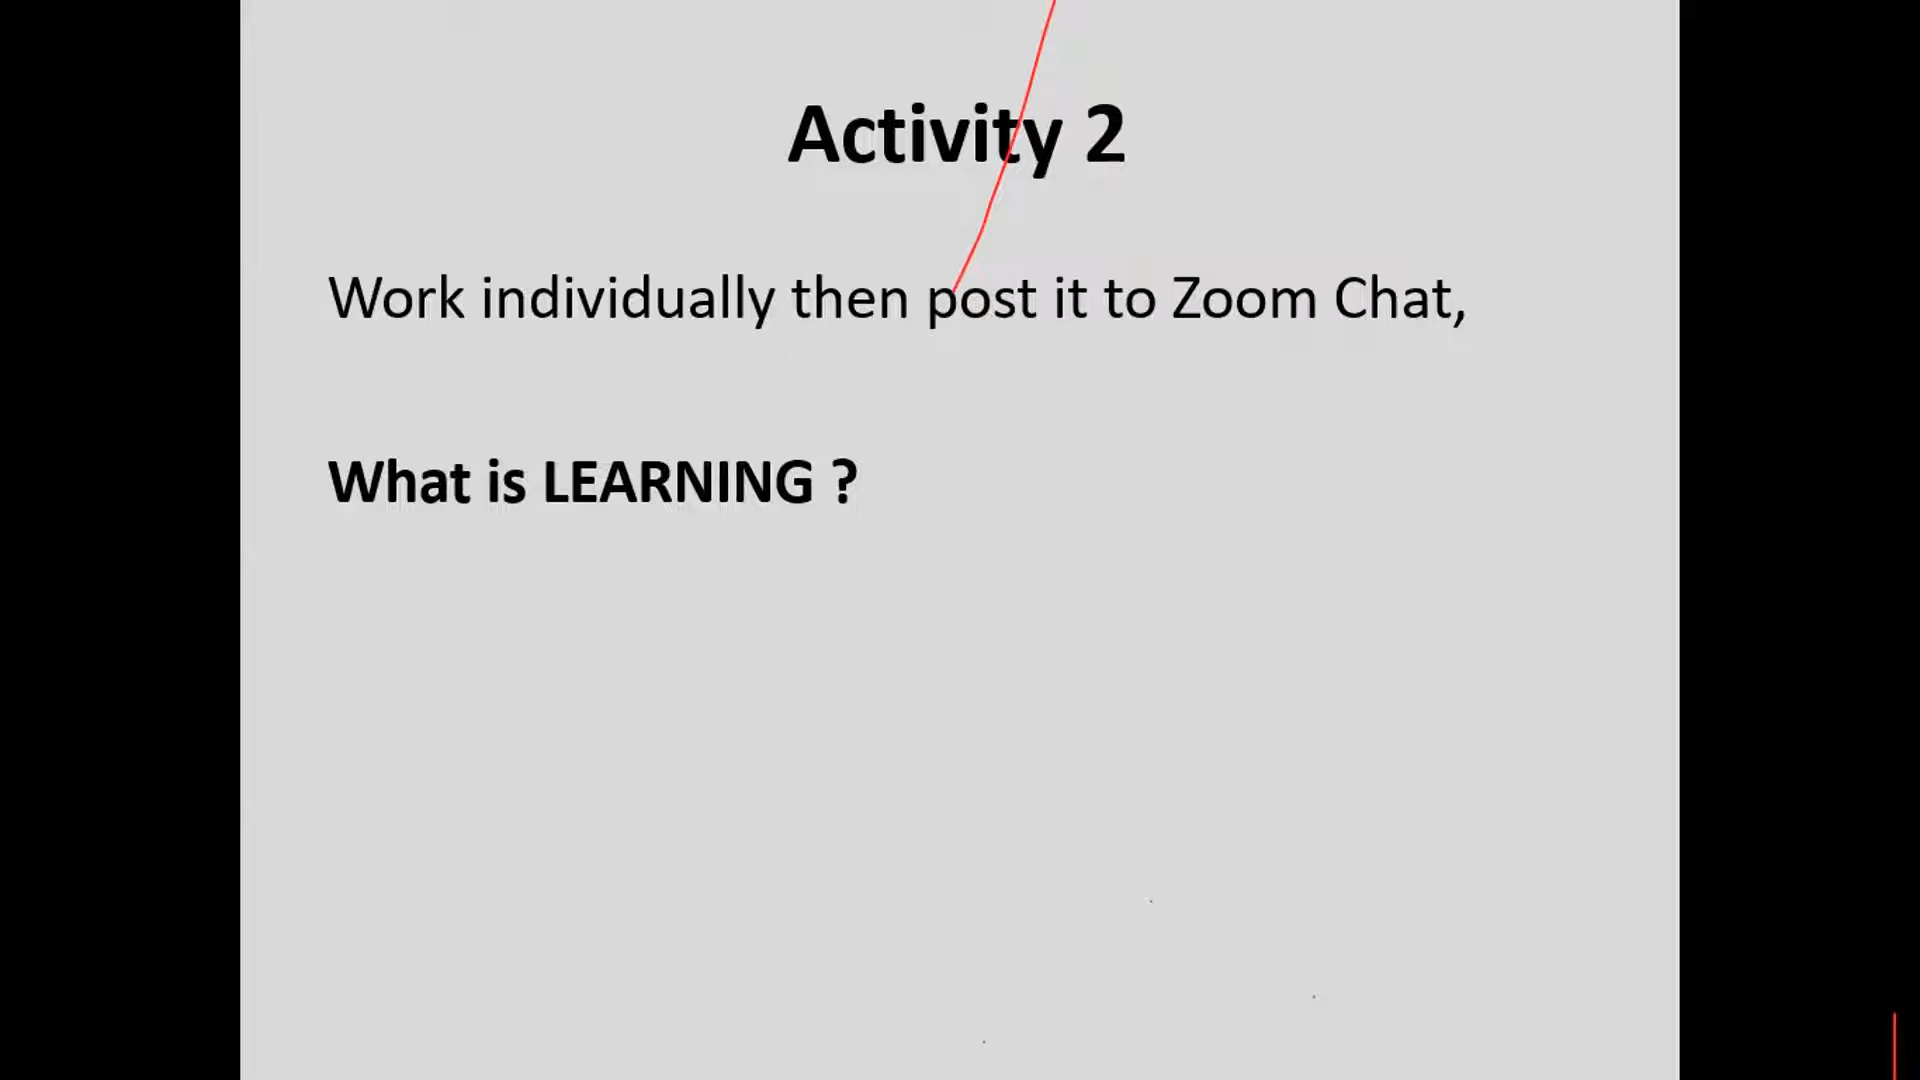 Activity 2
Work individually then post it to Zoom Chat,
What is LEARNING ?